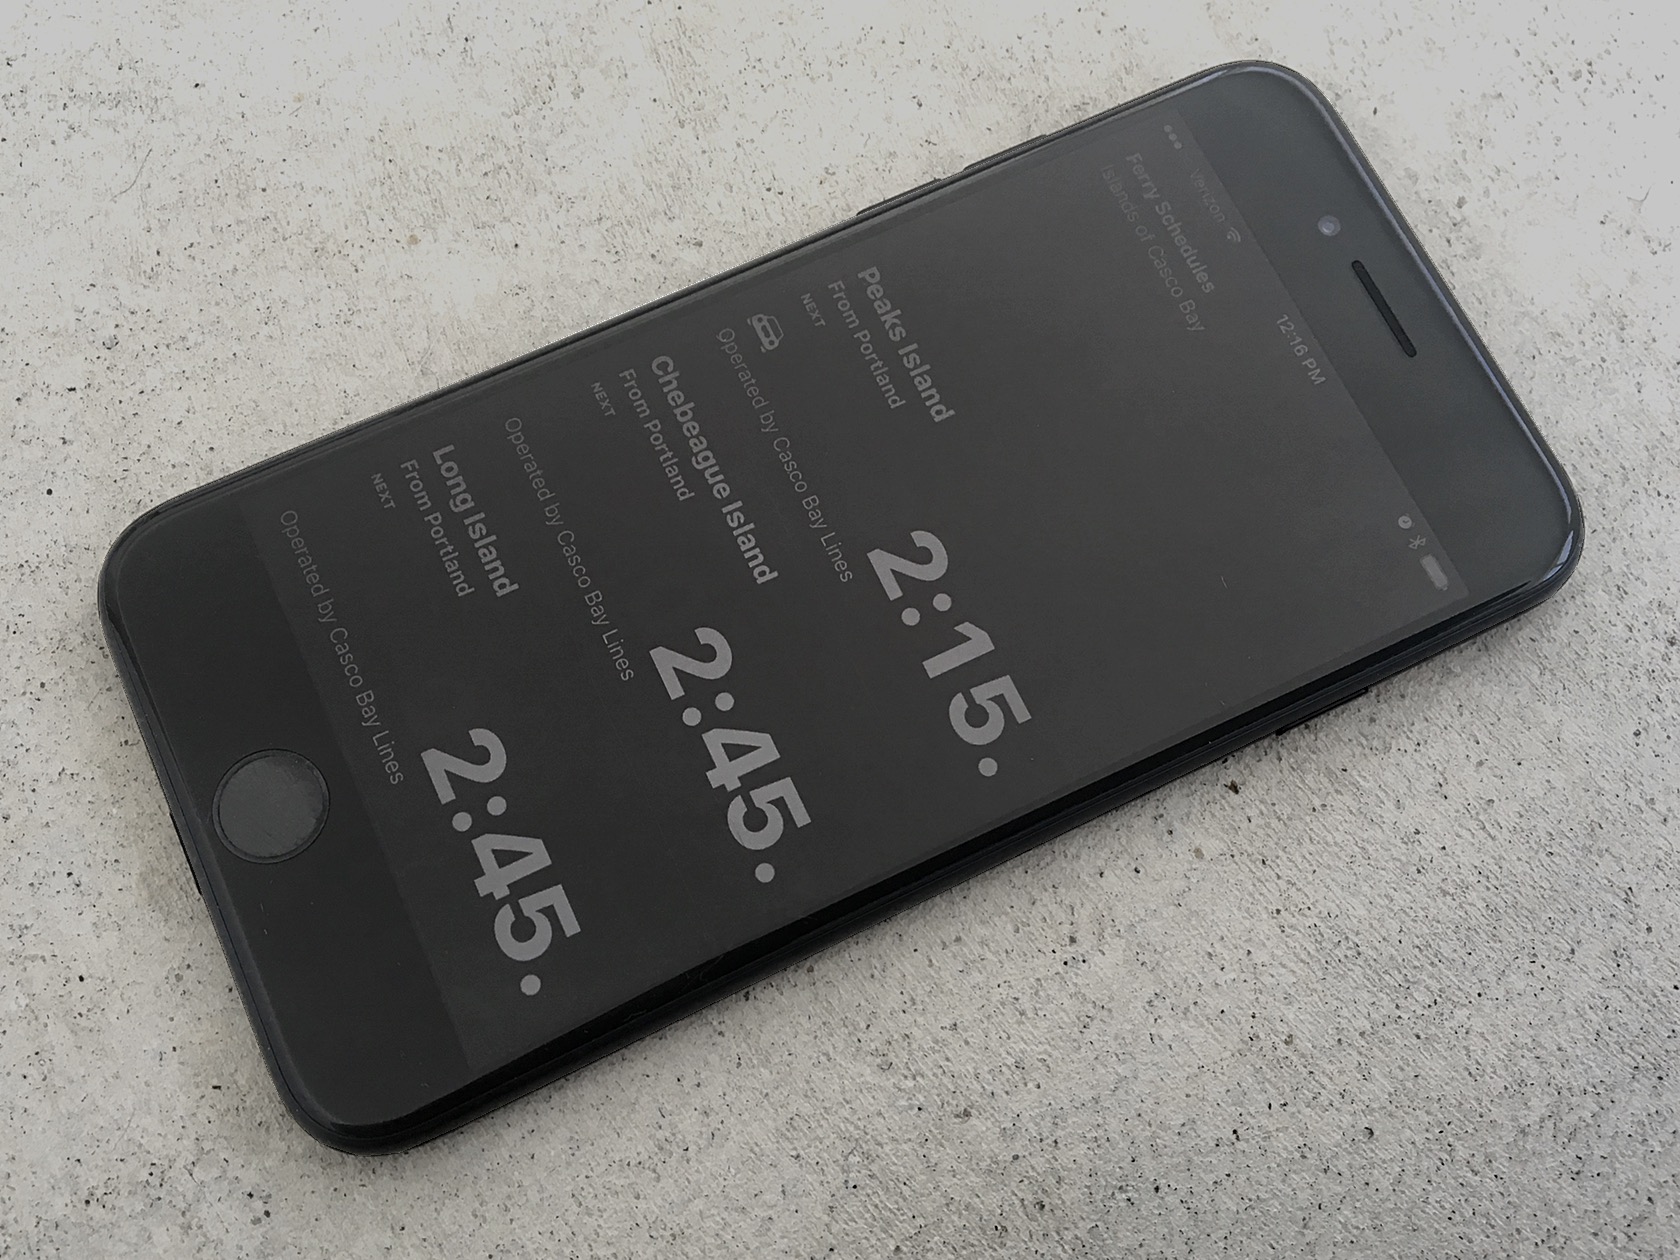 verizon
12:16 PM
Ferry Schedules
Islands of Casco Bay
Peaks Island
From Portland
NEXT
2:15.
Operated by Casco Bay Lines
Chebeague Island
From Portland
NEXT
2:45.
Operated by Casco Bay Lines
Long Island
From Portland
NEXT
2:45.
Operated by Casco Bay Lines